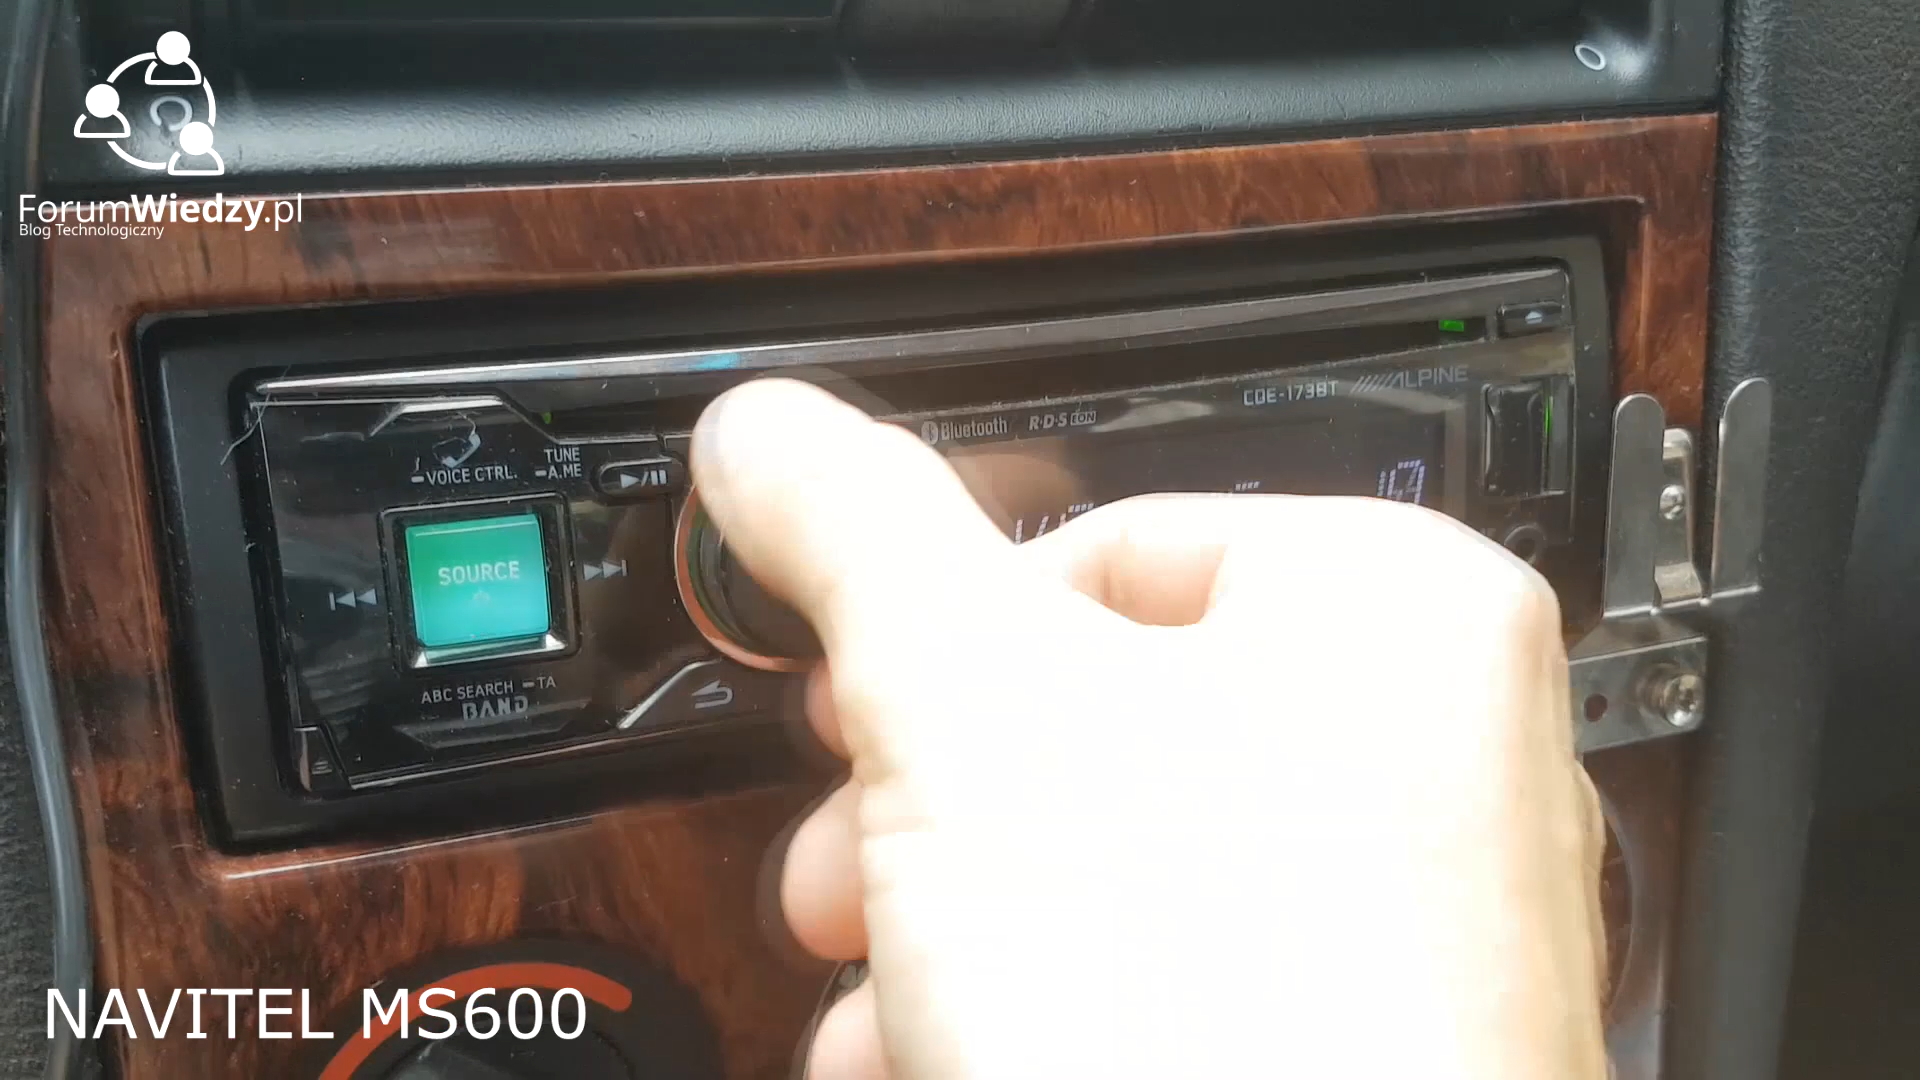 ForumWiedzy.pl
Blog Technologiczny
CDE-173BT ALPINE
Bluetooth R·D·S EON
VOICE CTRL.
TUNE
A.ME
SOURCE
ABC SEARCH TA
BAND
NAVITEL MS600